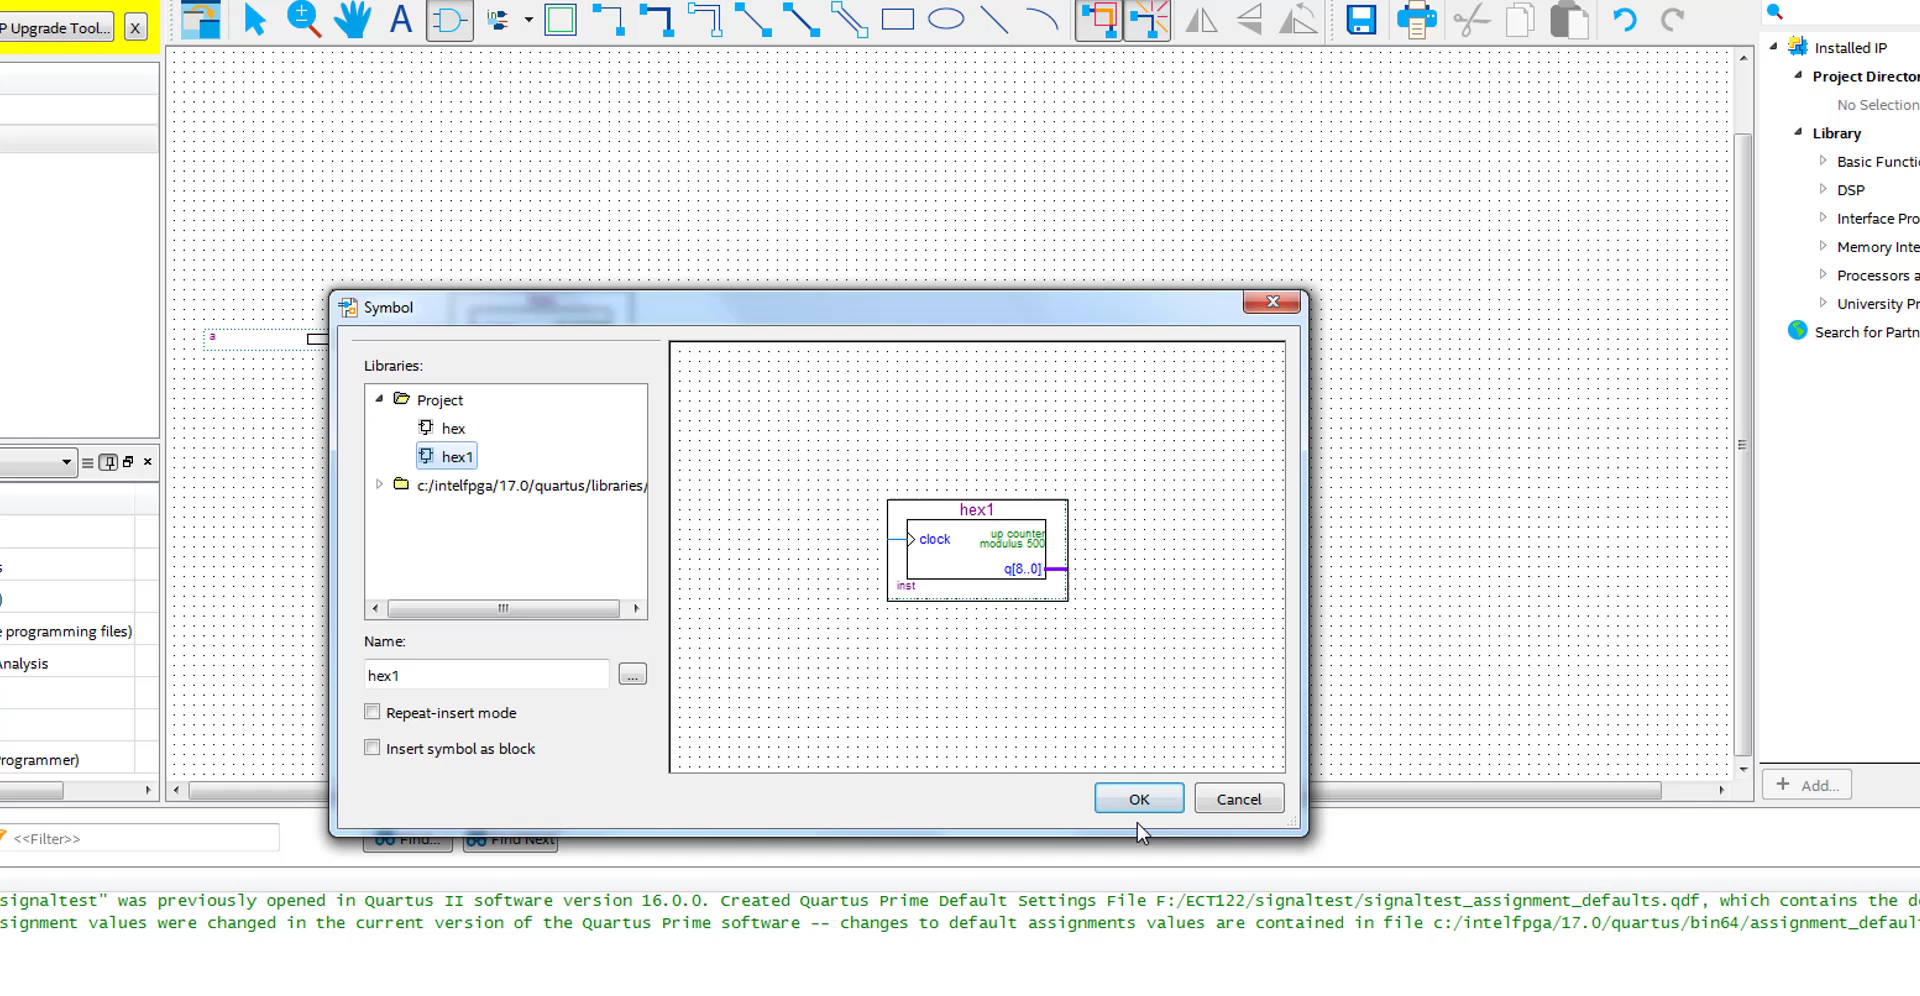 P Upgrade Tool...
X
A
Installed IP
Project Director
No Selection
Library
Basic Functi
DSP
Interface Pro
Memory Inte
Processors a
University Pr
Search for Partn
Add...
a
Symbol
Libraries:
Project
hex
hex1
c:/intelfpga/17.0/quartus/libraries/
Name:
hex1
...
Repeat-insert mode
Insert symbol as block
hex1
clock
up counter
modulus 500
q[8..0]
inst
OK
Cancel
s
)
e programming files)
nalysis
rogrammer)
<<Filter>>
Find...
Find Next
signaltest" was previously opened in Quartus II software version 16.0.0. Created Quartus Prime Default Settings File F:/ECT122/signaltest/signaltest_assignment_defaults.qdf, which contains the de
signment values were changed in the current version of the Quartus Prime software -- changes to default assignments values are contained in file c:/intelfpga/17.0/quartus/bin64/assignment_defaul